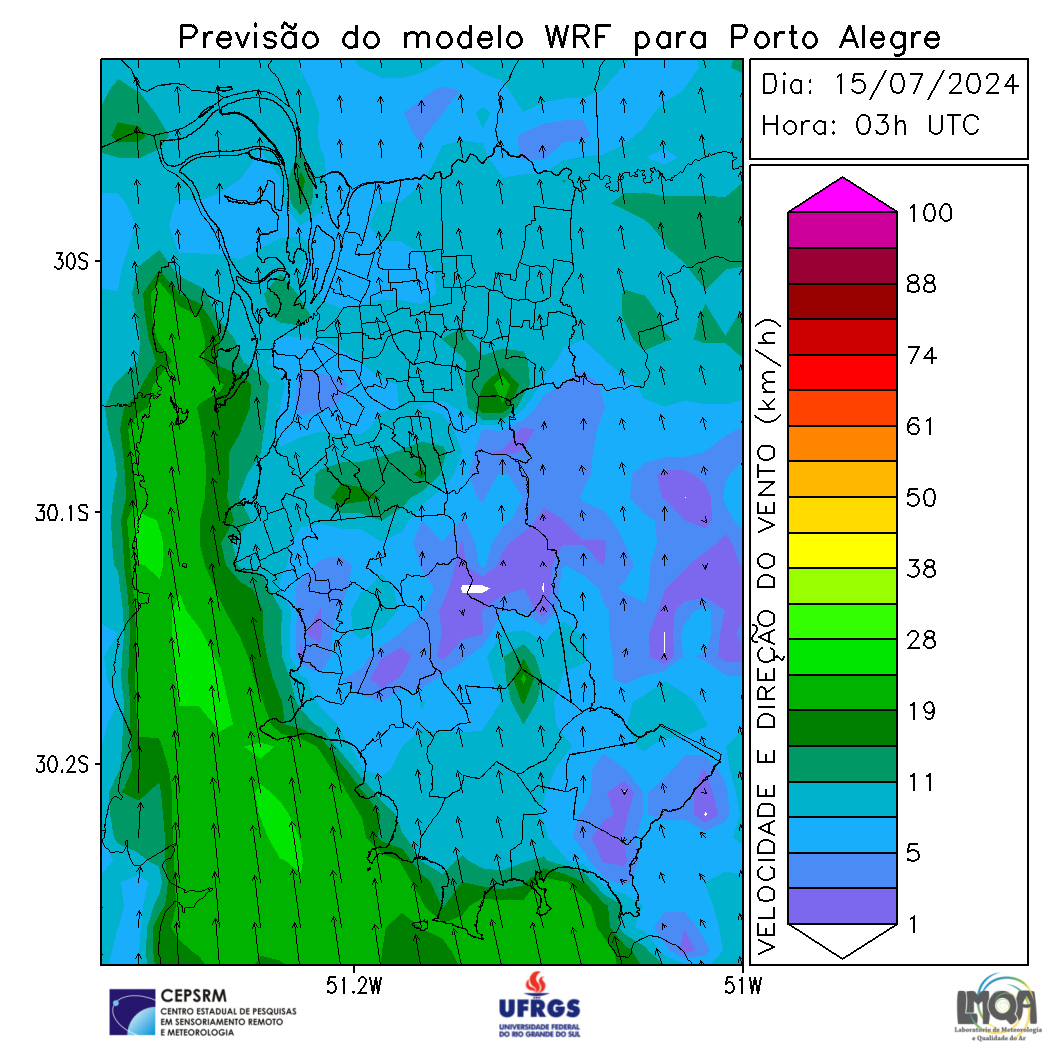 Previsão do modelo WRF para Porto Alegre
Dia: 15/07/2024
Hora: 03h UTC
30S
30.1S
30.2S
51.2W
51W
VELOCIDADE E DIREÇÃO DO VENTO (km/h)
100
88
74
61
50
38
28
19
11
5
1
CEPSRM
CENTRO ESTADUAL DE PESQUISAS
EM SENSORIAMENTO REMOTO
E METEOROLOGIA
UFRGS
UNIVERSIDADE FEDERAL
DO RIO GRANDE DO SUL
LMQA
Laboratório de Meteorologia
e Qualidade do Ar